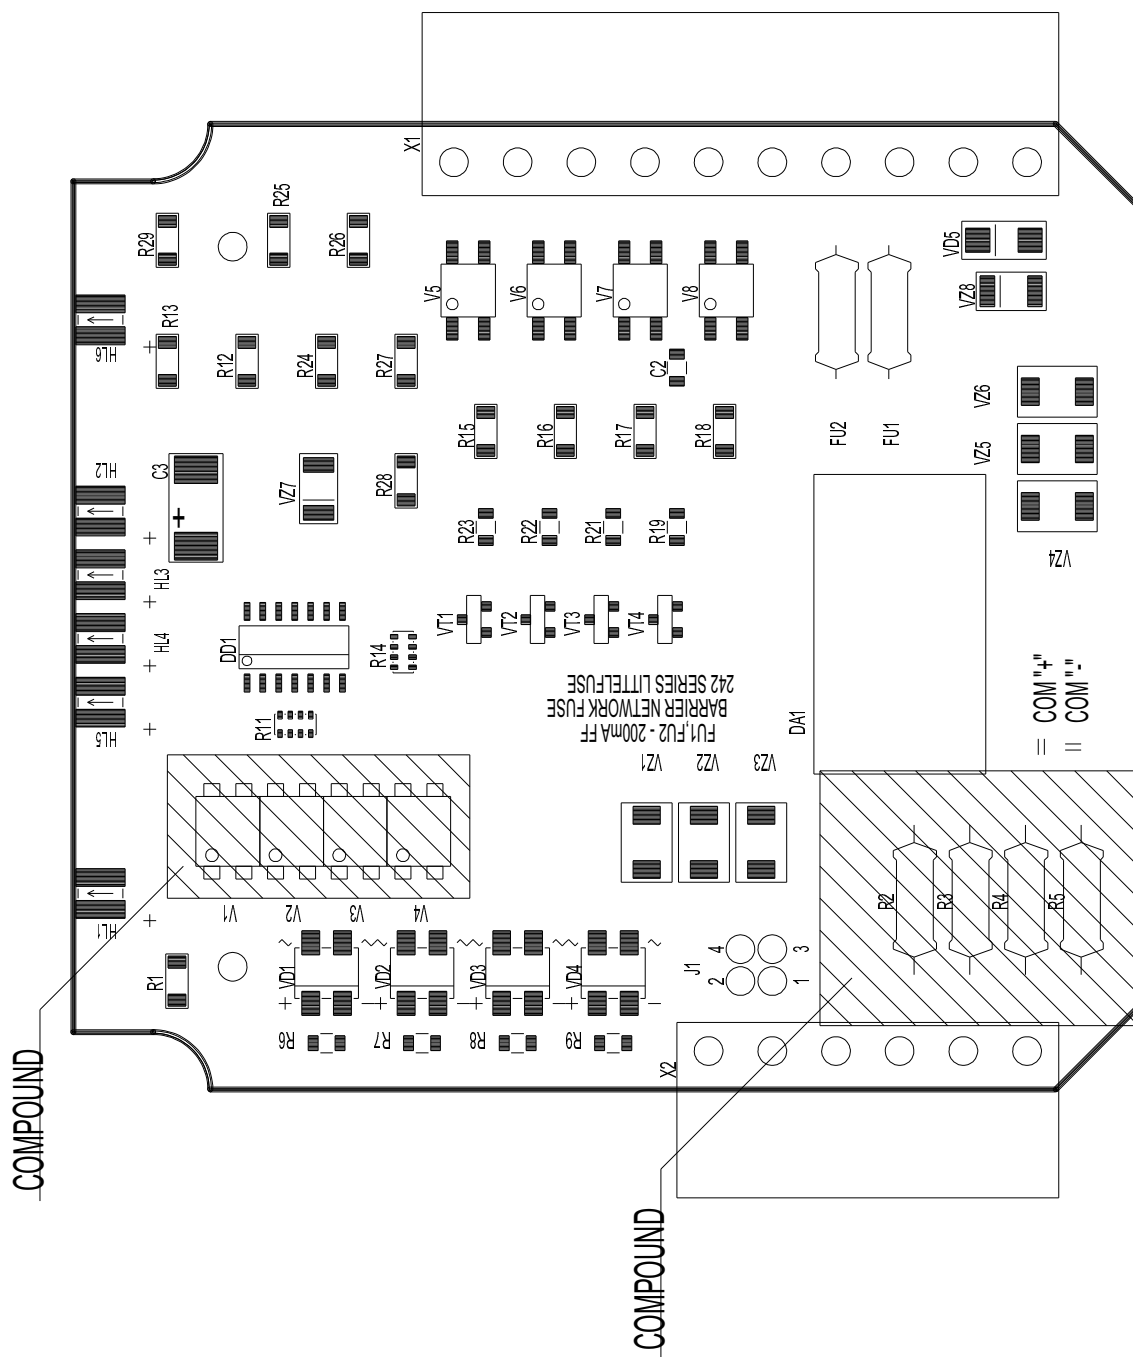 X1
R25
R29
R26
VD5
VZ8
V5
V6
V7
V8
R13
HL6
R12
R24
R27
C2
VZ6
R15
R16
R17
R18
FU2
FU1
VZ5
HL2
C3
+
VZ7
R28
R23
R22
R21
R19
VZ4
HL3
HL4
VT1
VT2
VT3
VT4
DD1
R14
FU1,FU2 - 200mA FF
BARRIER NETWORK FUSE
242 SERIES LITTELFUSE
DA1
= COM "+"
= COM "-"
R11
HL5
VZ1
VZ2
VZ3
V1
V2
V3
V4
HL1
R2
R3
R4
R5
R1
VD1
VD2
VD3
VD4
J1
4
3
2
1
R6
R7
R8
R9
X2
COMPOUND
COMPOUND